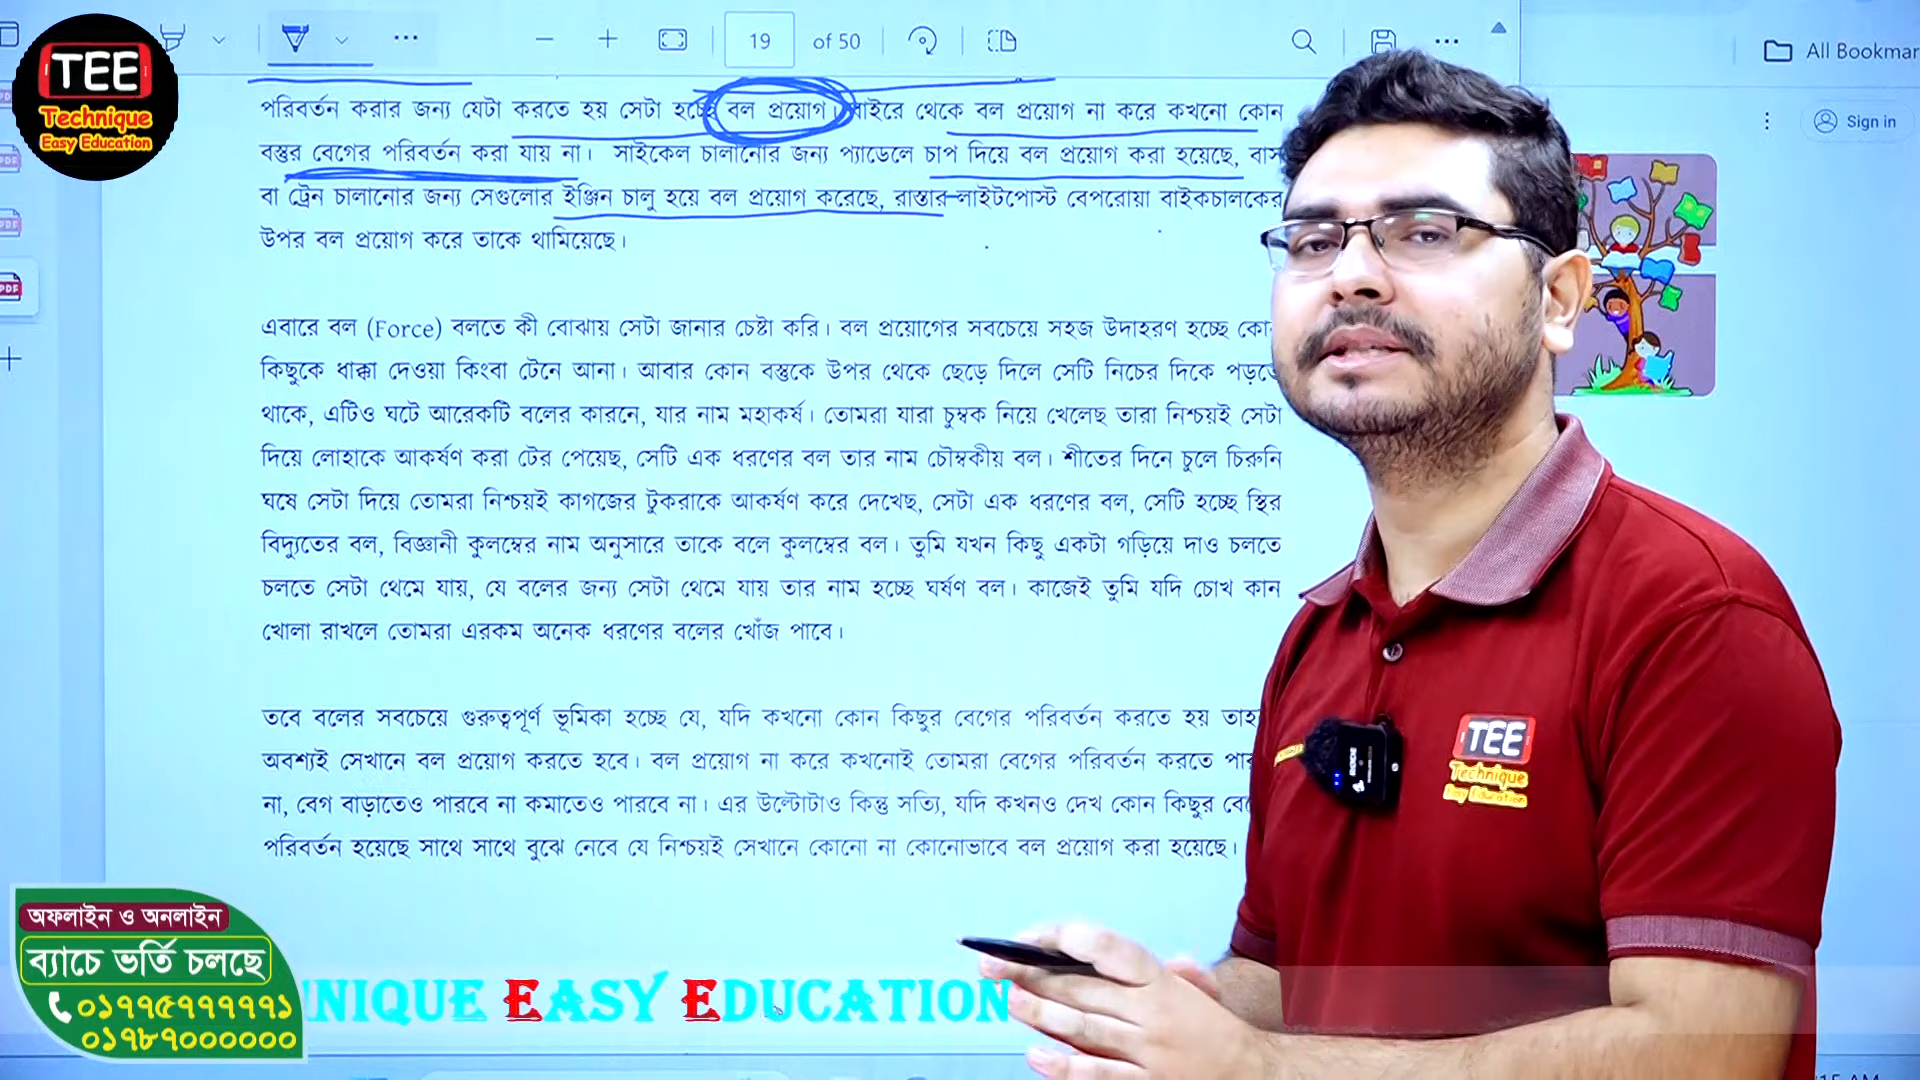 TEE
Technique
Easy Education
19 of 50
All Bookmar
Sign in
পরিবর্তন করার জন্য যেটা করতে হয় সেটা হচ্ছে বল প্রয়োগ। বাইরে থেকে বল প্রয়োগ না করে কখনো কোন
বস্তুর বেগের পরিবর্তন করা যায় না। সাইকেল চালানোর জন্য প্যাডেলে চাপ দিয়ে বল প্রয়োগ করা হয়েছে, বাস
বা ট্রেন চালানোর জন্য সেগুলোর ইঞ্জিন চালু হয়ে বল প্রয়োগ করেছে, রাস্তার লাইটপোস্ট বেপরোয়া বাইকচালকের
উপর বল প্রয়োগ করে তাকে থামিয়েছে।
এবারে বল (Force) বলতে কী বোঝায় সেটা জানার চেষ্টা করি। বল প্রয়োগের সবচেয়ে সহজ উদাহরণ হচ্ছে কোন
কিছুকে ধাক্কা দেওয়া কিংবা টেনে আনা। আবার কোন বস্তুকে উপর থেকে ছেড়ে দিলে সেটি নিচের দিকে পড়তে
থাকে, এটিও ঘটে আরেকটি বলের কারনে, যার নাম মহাকর্ষ। তোমরা যারা চুম্বক নিয়ে খেলেছ তারা নিশ্চয়ই সেটা
দিয়ে লোহাকে আকর্ষণ করা টের পেয়েছ, সেটি এক ধরণের বল তার নাম চৌম্বকীয় বল। শীতের দিনে চুলে চিরুনি
ঘষে সেটা দিয়ে তোমরা নিশ্চয়ই কাগজের টুকরাকে আকর্ষণ করে দেখেছ, সেটা এক ধরণের বল, সেটি হচ্ছে স্থির
বিদ্যুতের বল, বিজ্ঞানী কুলম্বের নাম অনুসারে তাকে বলে কুলম্বের বল। তুমি যখন কিছু একটা গড়িয়ে দাও চলতে
চলতে সেটা থেমে যায়, যে বলের জন্য সেটা থেমে যায় তার নাম হচ্ছে ঘর্ষণ বল। কাজেই তুমি যদি চোখ কান
খোলা রাখলে তোমরা এরকম অনেক ধরণের বলের খোঁজ পাবে।
তবে বলের সবচেয়ে গুরুত্বপূর্ণ ভূমিকা হচ্ছে যে, যদি কখনো কোন কিছুর বেগের পরিবর্তন করতে হয় তাহ
অবশ্যই সেখানে বল প্রয়োগ করতে হবে। বল প্রয়োগ না করে কখনোই তোমরা বেগের পরিবর্তন করতে পার
না, বেগ বাড়াতেও পারবে না কমাতেও পারবে না। এর উল্টোটাও কিন্তু সত্যি, যদি কখনও দেখ কোন কিছুর বে
পরিবর্তন হয়েছে সাথে সাথে বুঝে নেবে যে নিশ্চয়ই সেখানে কোনো না কোনোভাবে বল প্রয়োগ করা হয়েছে।
TEE
Technique
Easy Education
অফলাইন ও অনলাইন
ব্যাচে ভর্তি চলছে
০১৭৭৫৭৭৭৭৭১
০১৭৮৭০০০০০০
NIQUE EASY EDUCATION